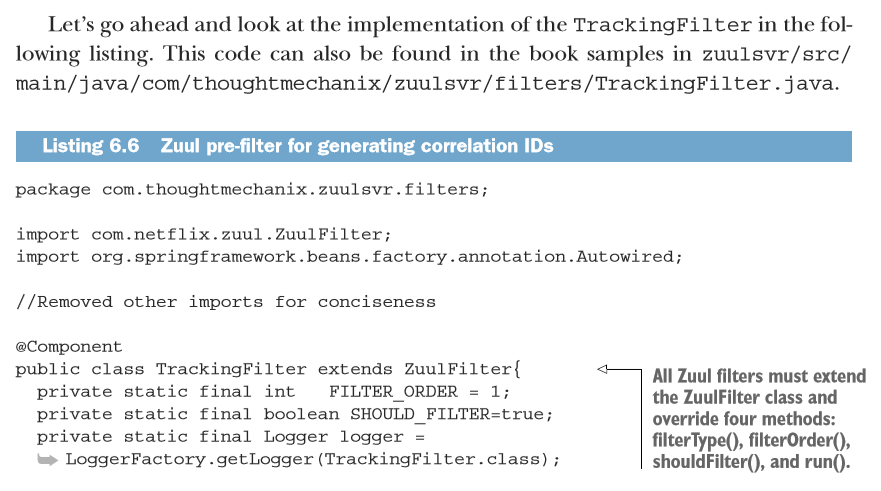 Let's go ahead and look at the implementation of the TrackingFilter in the fol-
lowing listing. This code can also be found in the book samples in zuulsvr/src/
main/java/com/thoughtmechanix/zuulsvr/filters/TrackingFilter.java.
Listing 6.6 Zuul pre-filter for generating correlation IDs
package com.thoughtmechanix.zuulsvr.filters;
import com.netflix.zuul.ZuulFilter;
import org.springframework.beans.factory.annotation.Autowired;
//Removed other imports for conciseness
@Component
public class TrackingFilter extends ZuulFilter{
private static final int FILTER_ORDER = 1;
private static final boolean SHOULD_FILTER=true;
private static final Logger logger =
LoggerFactory.getLogger(TrackingFilter.class);
All Zuul filters must extend
the ZuulFilter class and
override four methods:
filterType(), filterOrder(),
shouldFilter(), and run().